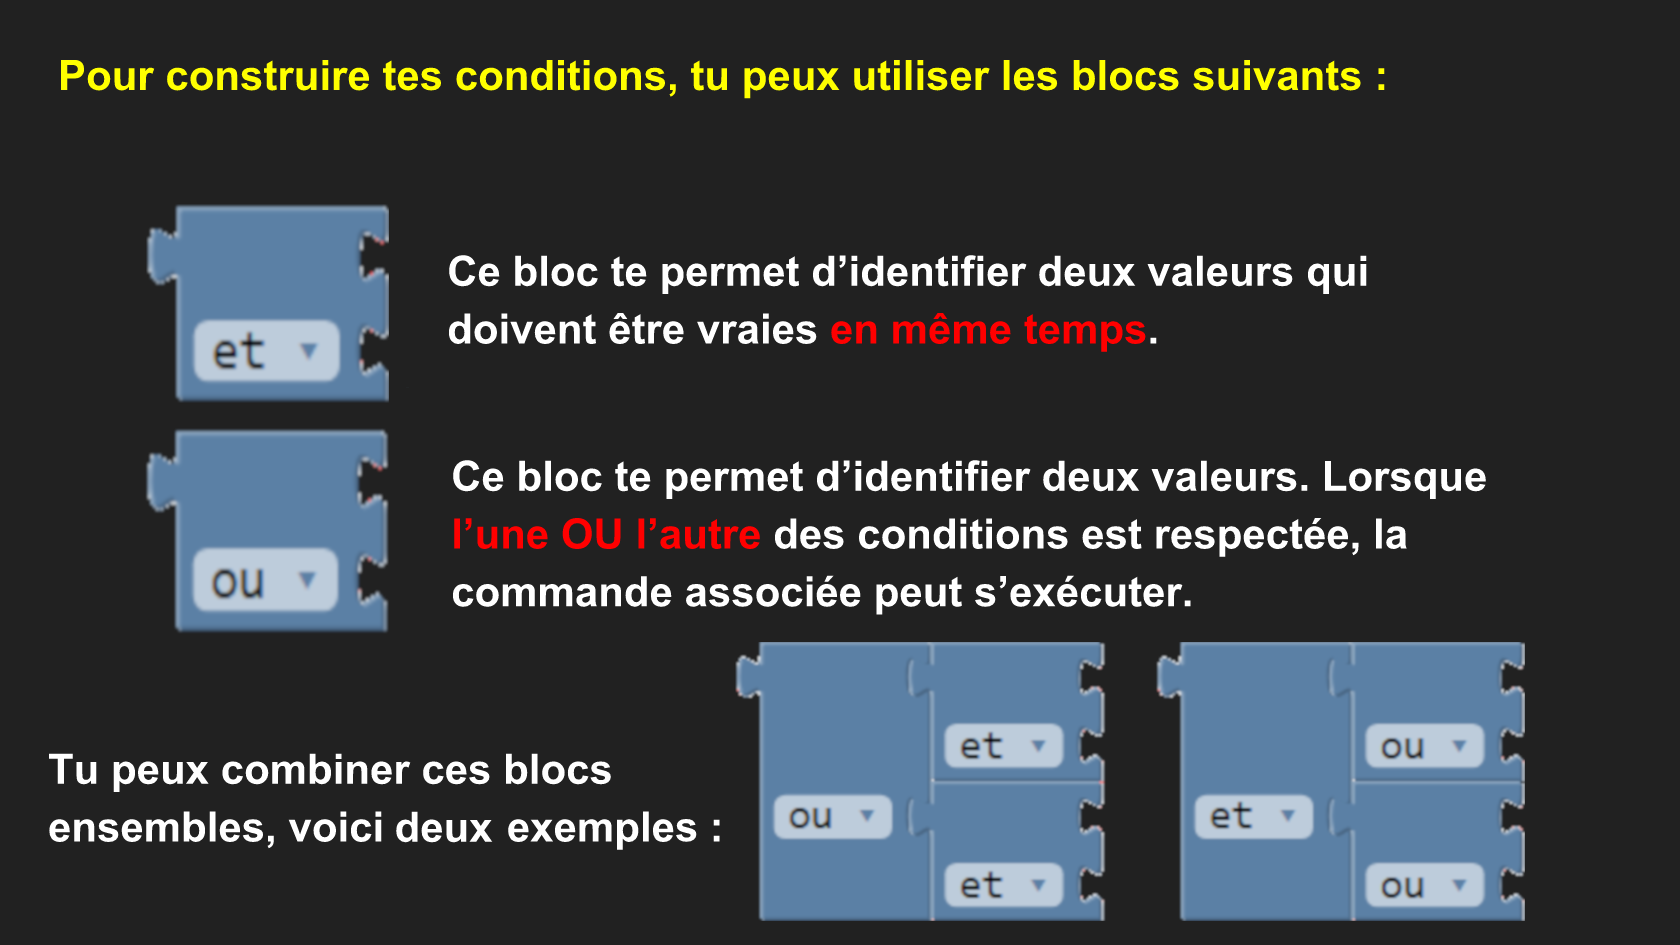 Pour construire tes conditions, tu peux utiliser les blocs suivants :
et
Ce bloc te permet d’identifier deux valeurs qui
doivent être vraies en même temps.
ou
Ce bloc te permet d’identifier deux valeurs. Lorsque
l’une OU l’autre des conditions est respectée, la
commande associée peut s’exécuter.
Tu peux combiner ces blocs
ensembles, voici deux exemples :
et
ou
et
ou
et
ou